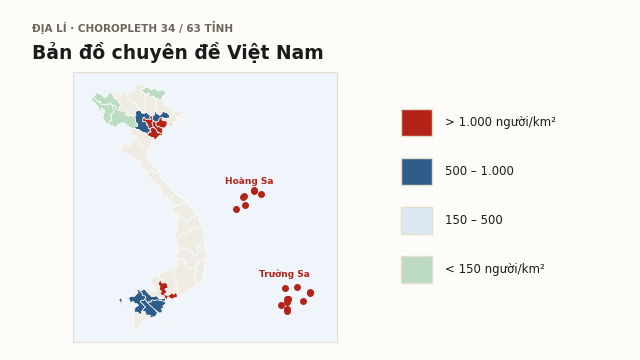 ĐỊA LÍ · CHOROPLETH 34 / 63 TỈNH
Bản đồ chuyên đề Việt Nam
Hoàng Sa
Trường Sa
> 1.000 người/km²
500 – 1.000
150 – 500
< 150 người/km²